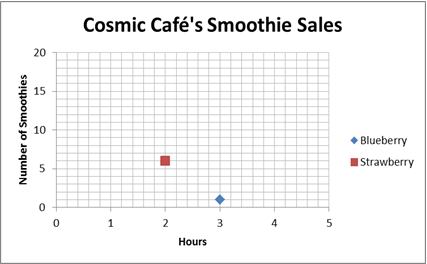 Cosmic Café's Smoothie Sales
20
15
10
5
0
Number of Smoothies
0 1 2 3 4 5
Hours
Blueberry
Strawberry